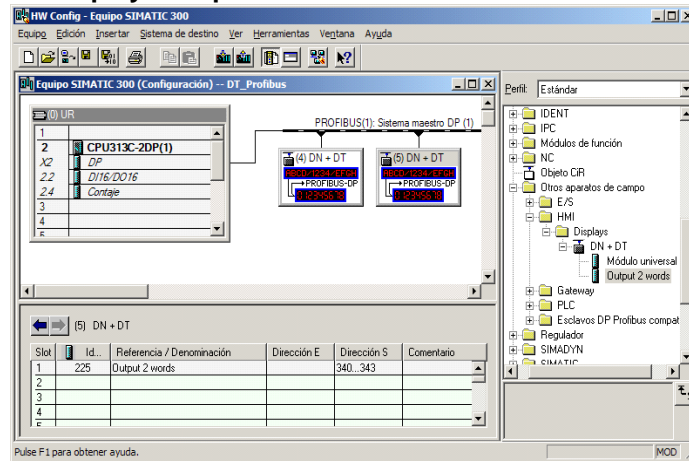 HW Config - Equipo SIMATIC 300
Equipo Edición Insertar Sistema de destino Ver Herramientas Ventana Ayuda
Equipo SIMATIC 300 (Configuración) -- DT_Profibus
(0) UR
1
2 CPU313C-2DP(1)
X2 DP
2.2 DI16/DO16
2.4 Contaje
3
4
5
PROFIBUS(1): Sistema maestro DP (1)
(4) DN + DT
ABCD/1234/EFGH
PROFIBUS-DP
012345678
(5) DN + DT
ABCD/1234/EFGH
PROFIBUS-DP
012345678
(5) DN + DT
Slot Id... Referencia / Denominación Dirección E Dirección S Comentario
1 225 Output 2 words 340...343
2
3
4
5
Perfil: Estándar
IDENT
IPC
Módulos de función
NC
Objeto CiR
Otros aparatos de campo
E/S
HMI
Displays
DN + DT
Módulo universal
Output 2 words
Gateway
PLC
Esclavos DP Profibus compat
Regulador
SIMADYN
SIMATIC
Pulse F1 para obtener ayuda.
MOD